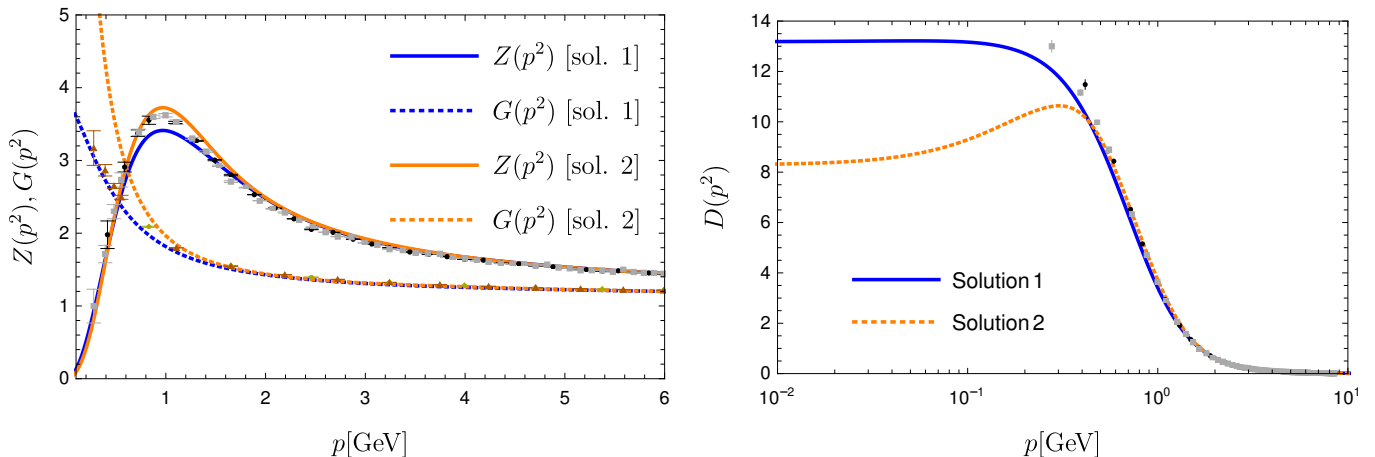 5
4
3
2
1
0
Z(p²), G(p²)
Z(p²) [sol. 1]
G(p²) [sol. 1]
Z(p²) [sol. 2]
G(p²) [sol. 2]
1 2 3 4 5 6
p[GeV]
14
12
10
8
6
4
2
0
D(p²)
Solution 1
Solution 2
10⁻² 10⁻¹ 10⁰ 10¹
p[GeV]